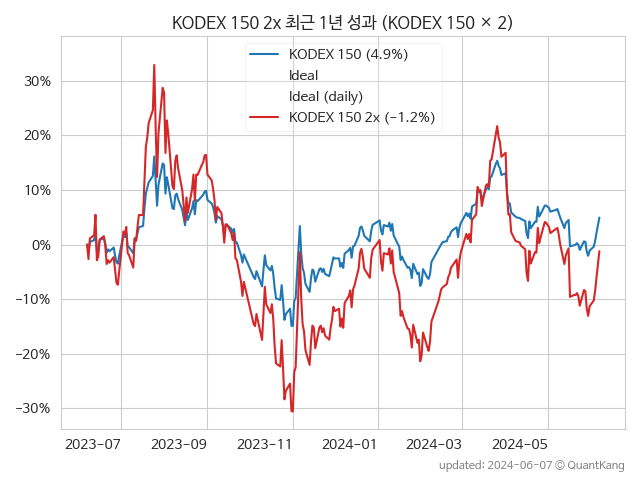 KODEX 150 2x 최근 1년 성과 (KODEX 150 × 2)
KODEX 150 (4.9%)
Ideal
Ideal (daily)
KODEX 150 2x (−1.2%)
30%
20%
10%
0%
−10%
−20%
−30%
2023-07 2023-09 2023-11 2024-01 2024-03 2024-05
updated: 2024-06-07 © QuantKang